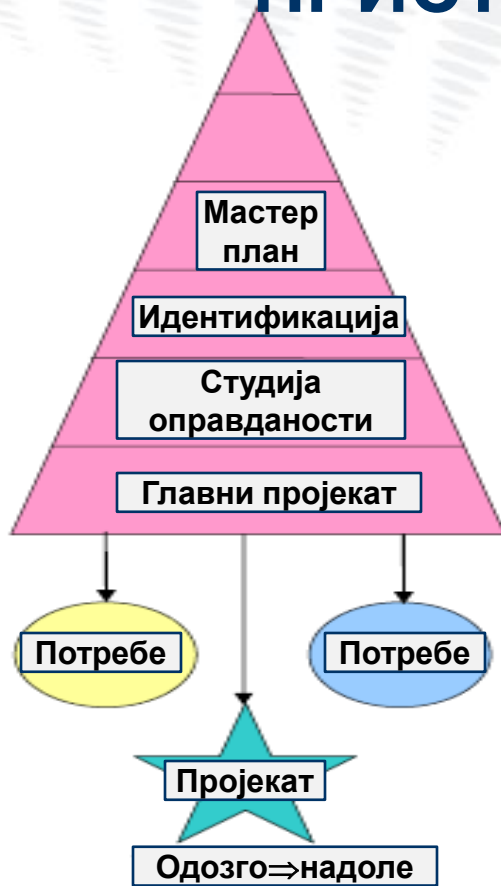 Мастер
план
Идентификација
Студија
оправданости
Главни пројекат
Потребе
Потребе
Пројекат
Одозго⇒надоле